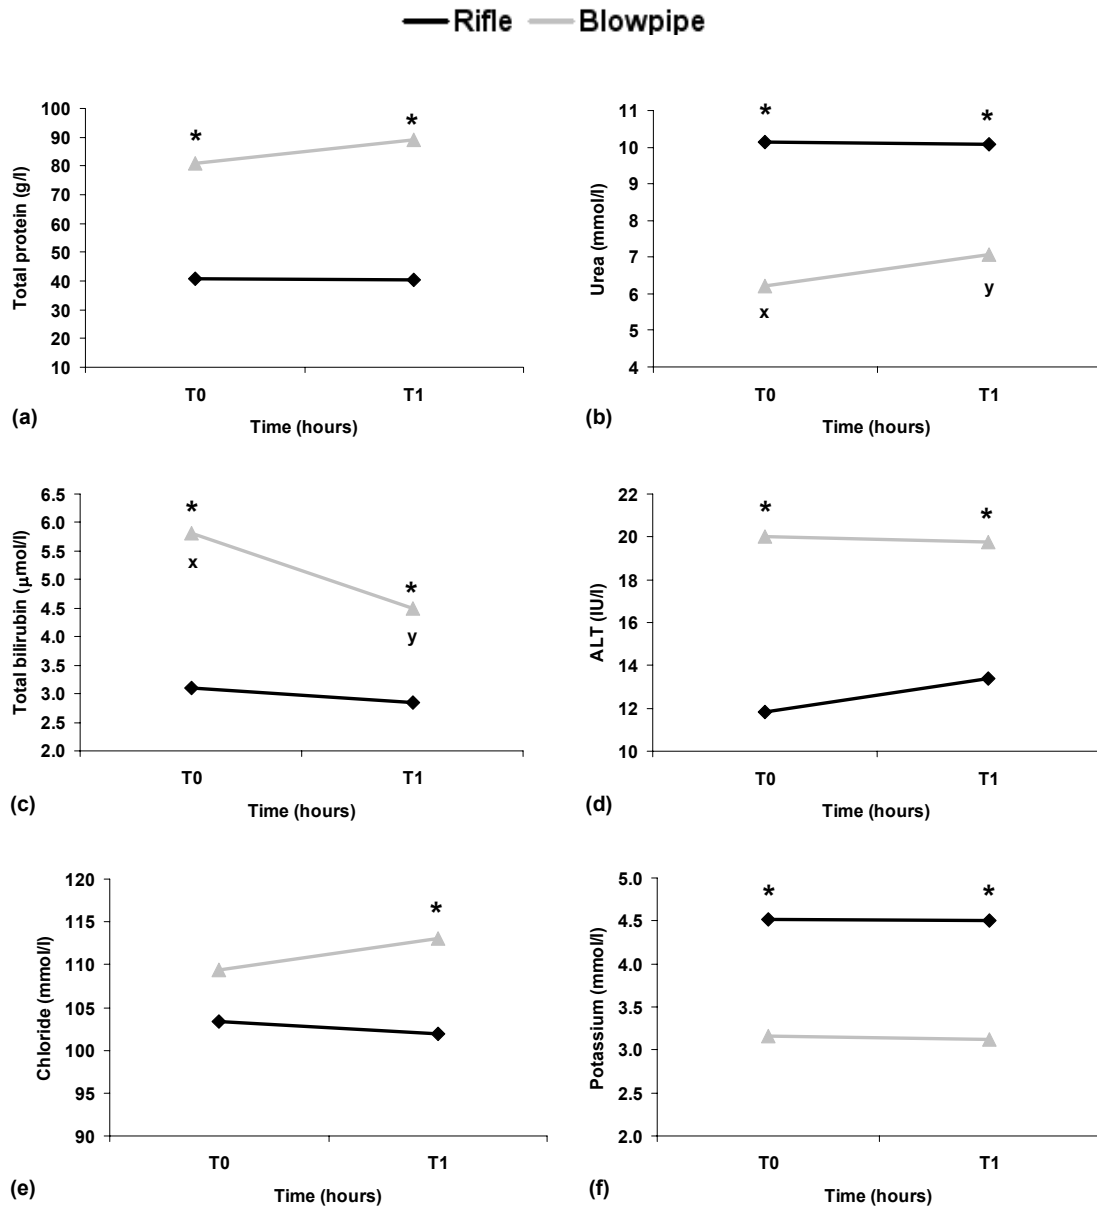 Rifle Blowpipe
Total protein (g/l)
100
90
80
70
60
50
40
30
20
10
*
*
T0 T1
(a)
Time (hours)
Urea (mmol/l)
11
10
9
8
7
6
5
4
*
*
x
y
T0 T1
(b)
Time (hours)
Total bilirubin (μmol/l)
6.5
6.0
5.5
5.0
4.5
4.0
3.5
3.0
2.5
2.0
*
x
*
y
T0 T1
(c)
Time (hours)
ALT (IU/l)
22
20
18
16
14
12
10
*
*
T0 T1
(d)
Time (hours)
Chloride (mmol/l)
120
115
110
105
100
95
90
*
T0 T1
(e)
Time (hours)
Potassium (mmol/l)
5.0
4.5
4.0
3.5
3.0
2.5
2.0
*
*
T0 T1
(f)
Time (hours)